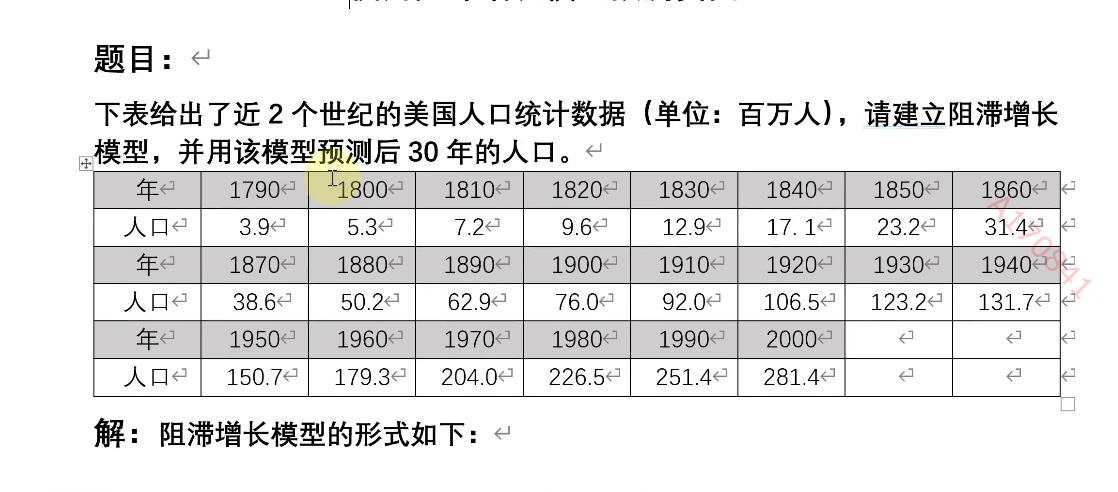 题目：
下表给出了近 2 个世纪的美国人口统计数据（单位：百万人），请建立阻滞增长
模型，并用该模型预测后 30 年的人口。
年 1790 1800 1810 1820 1830 1840 1850 1860
人口 3.9 5.3 7.2 9.6 12.9 17. 1 23.2 31.4
年 1870 1880 1890 1900 1910 1920 1930 1940
人口 38.6 50.2 62.9 76.0 92.0 106.5 123.2 131.7
年 1950 1960 1970 1980 1990 2000
人口 150.7 179.3 204.0 226.5 251.4 281.4
解：阻滞增长模型的形式如下：
A170841